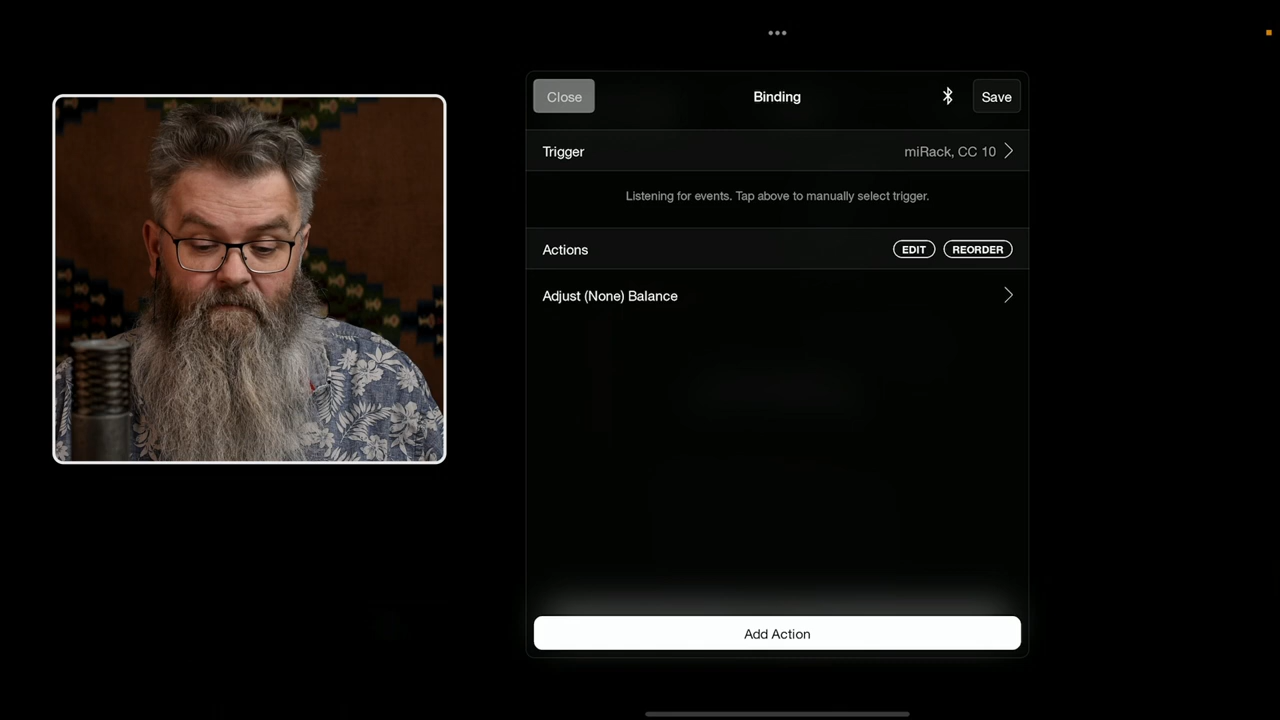 Close
Binding
Save
Trigger
miRack, CC 10
Listening for events. Tap above to manually select trigger.
Actions
EDIT
REORDER
Adjust (None) Balance
Add Action